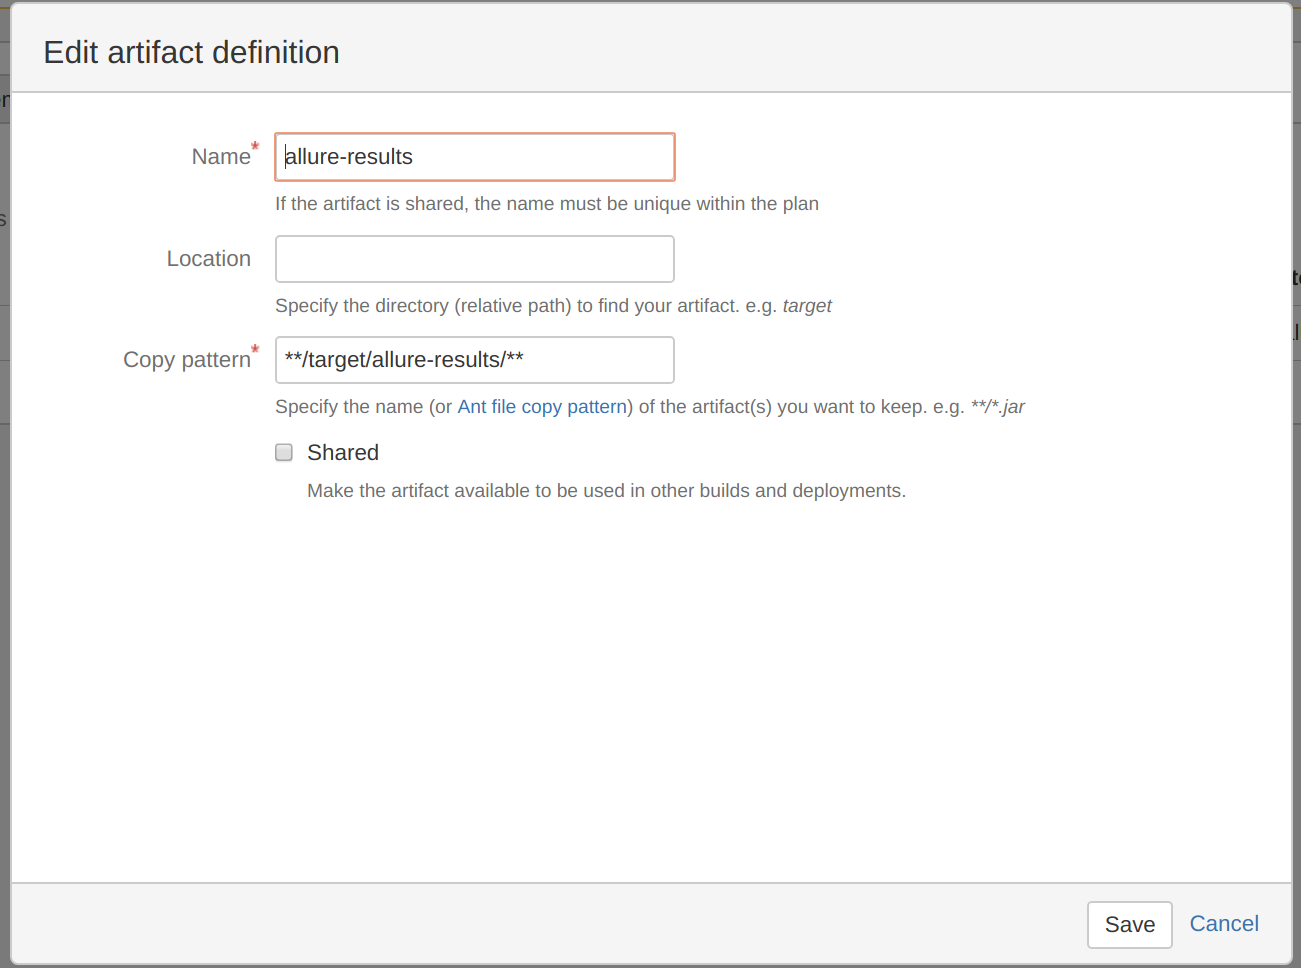 Edit artifact definition
Name*
allure-results
If the artifact is shared, the name must be unique within the plan
Location
Specify the directory (relative path) to find your artifact. e.g. target
Copy pattern*
**/target/allure-results/**
Specify the name (or Ant file copy pattern) of the artifact(s) you want to keep. e.g. **/*.jar
Shared
Make the artifact available to be used in other builds and deployments.
Save
Cancel